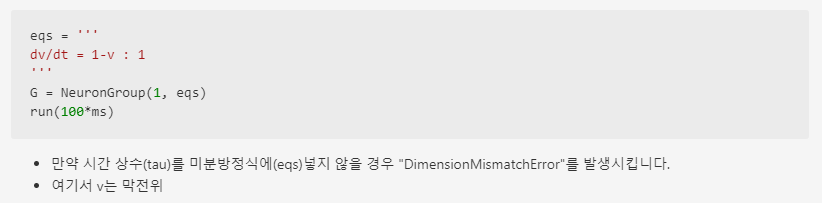 eqs = '''
dv/dt = 1-v : 1
'''
G = NeuronGroup(1, eqs)
run(100*ms)
• 만약 시간 상수(tau)를 미분방정식에(eqs)넣지 않을 경우 "DimensionMismatchError"를 발생시킵니다.
• 여기서 v는 막전위